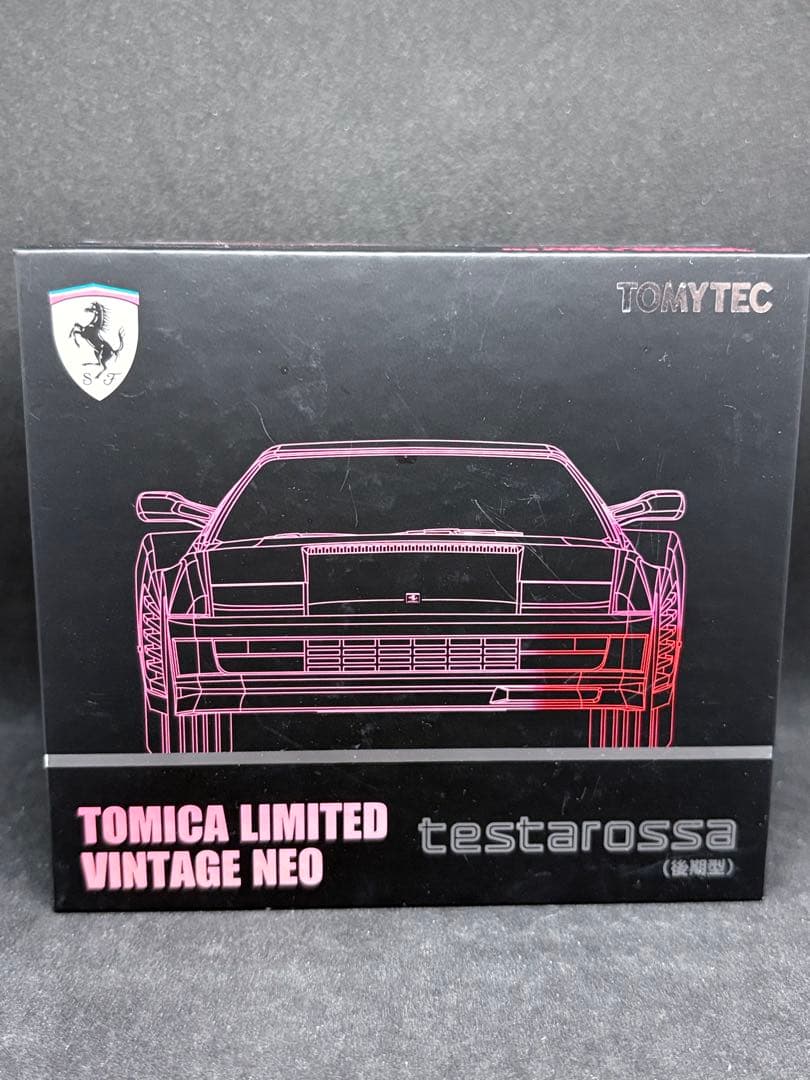 S F
TOMYTEC
TOMICA LIMITED
VINTAGE NEO
testarossa
(後期型)